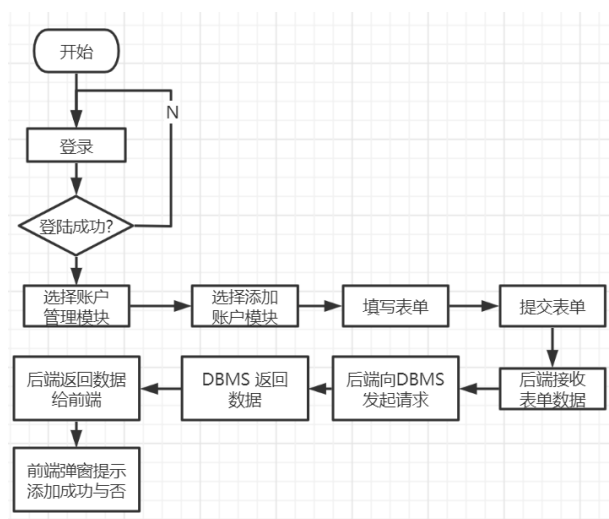 开始
N
登录
登陆成功?
选择账户
管理模块
选择添加
账户模块
填写表单
提交表单
后端接收
表单数据
后端向DBMS
发起请求
DBMS 返回
数据
后端返回数据
给前端
前端弹窗提示
添加成功与否